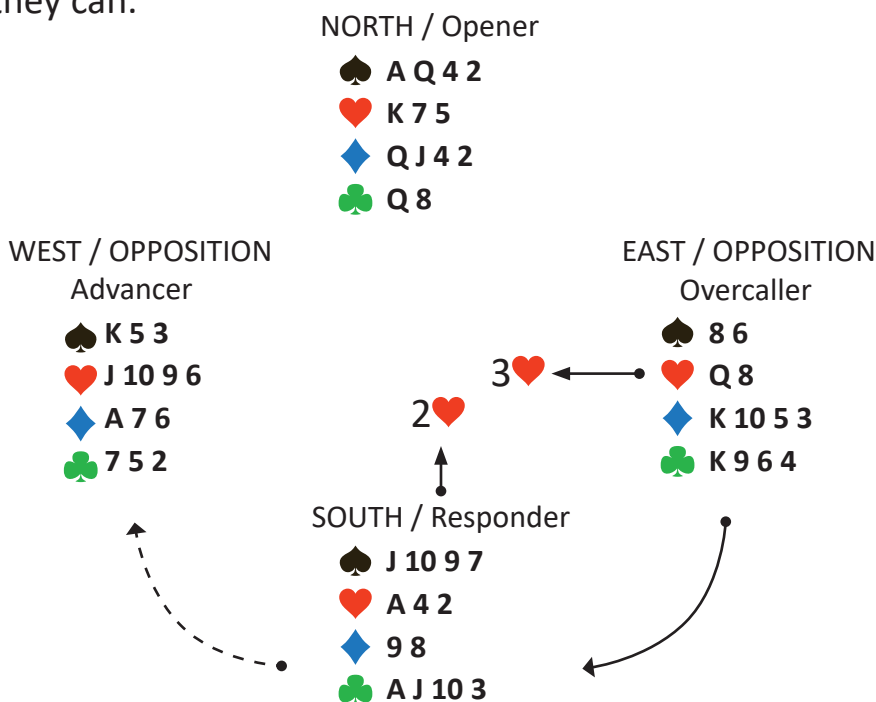 they can.
NORTH / Opener
♠ A Q 4 2
♥ K 7 5
♦ Q J 4 2
♣ Q 8
WEST / OPPOSITION
Advancer
♠ K 5 3
♥ J 10 9 6
♦ A 7 6
♣ 7 5 2
EAST / OPPOSITION
Overcaller
♠ 8 6
♥ Q 8
♦ K 10 5 3
♣ K 9 6 4
3♥
2♥
SOUTH / Responder
♠ J 10 9 7
♥ A 4 2
♦ 9 8
♣ A J 10 3